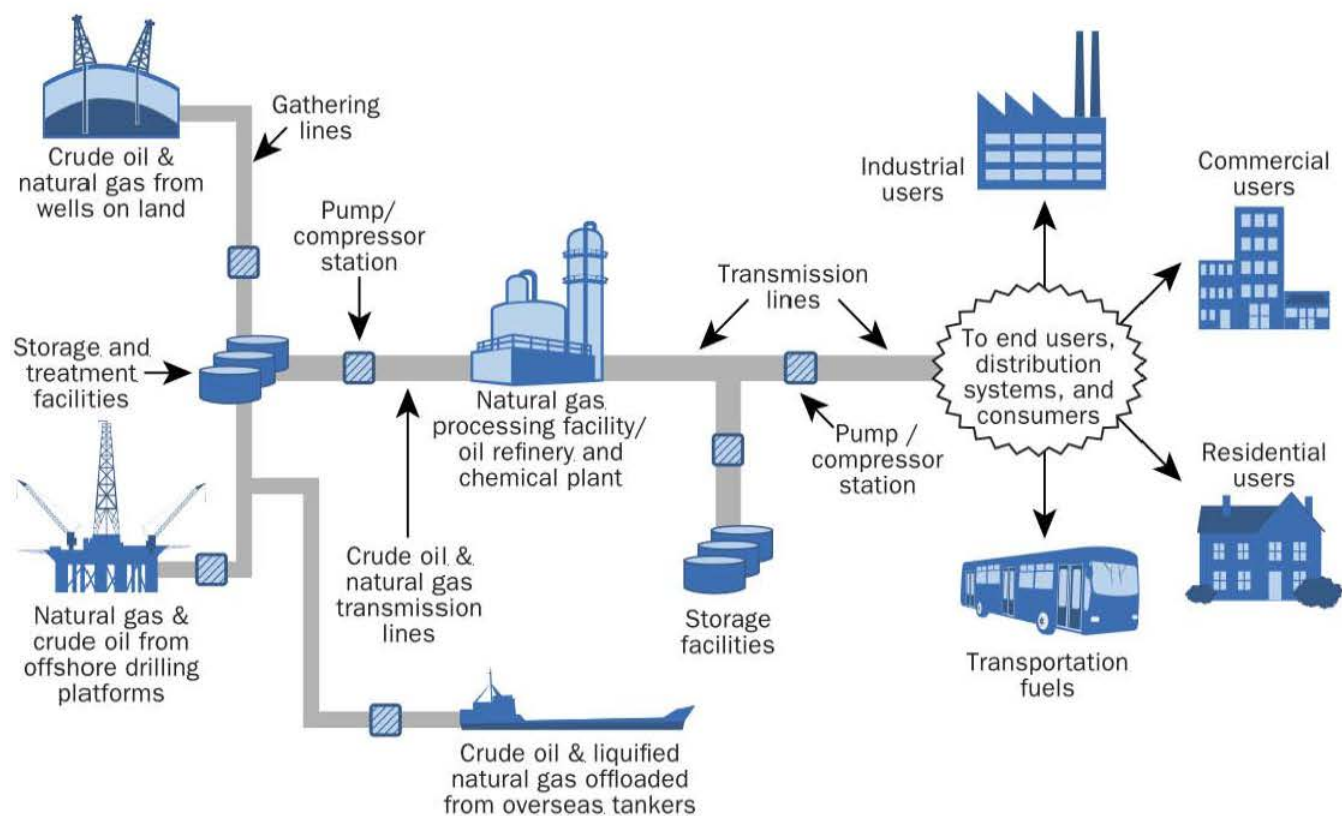 Crude oil &
natural gas from
wells on land
Gathering
lines
Pump/
compressor
station
Storage and
treatment
facilities
Natural gas &
crude oil from
offshore drilling
platforms
Crude oil &
natural gas
transmission
lines
Natural gas
processing facility/
oil refinery and
chemical plant
Crude oil & liquified
natural gas offloaded
from overseas tankers
Transmission
lines
Storage
facilities
Pump /
compressor
station
To end users,
distribution
systems, and
consumers
Industrial
users
Commercial
users
Residential
users
Transportation
fuels